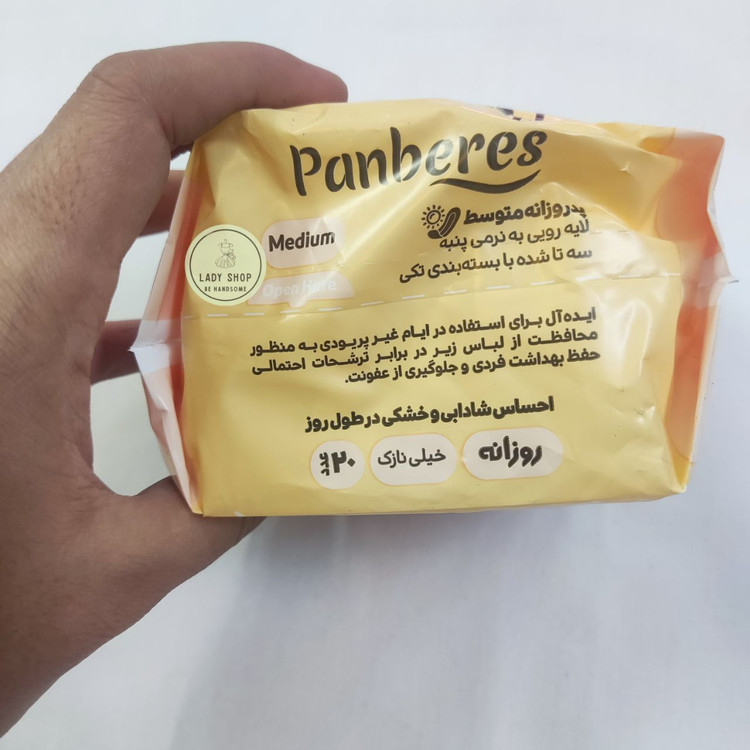 Panberes
پد روزانه متوسط
لایه رویی به نرمی پنبه
سه تا شده با بسته‌بندی تکی
Medium
Open Here
LADY SHOP
BE HANDSOME
ایده‌آل برای استفاده در ایام غیر پریودی به منظور
محافظت از لباس زیر در برابر ترشحات احتمالی
حفظ بهداشت فردی و جلوگیری از عفونت.
احساس شادابی و خشکی در طول روز
روزانه
خیلی نازک
۲۰ عدد